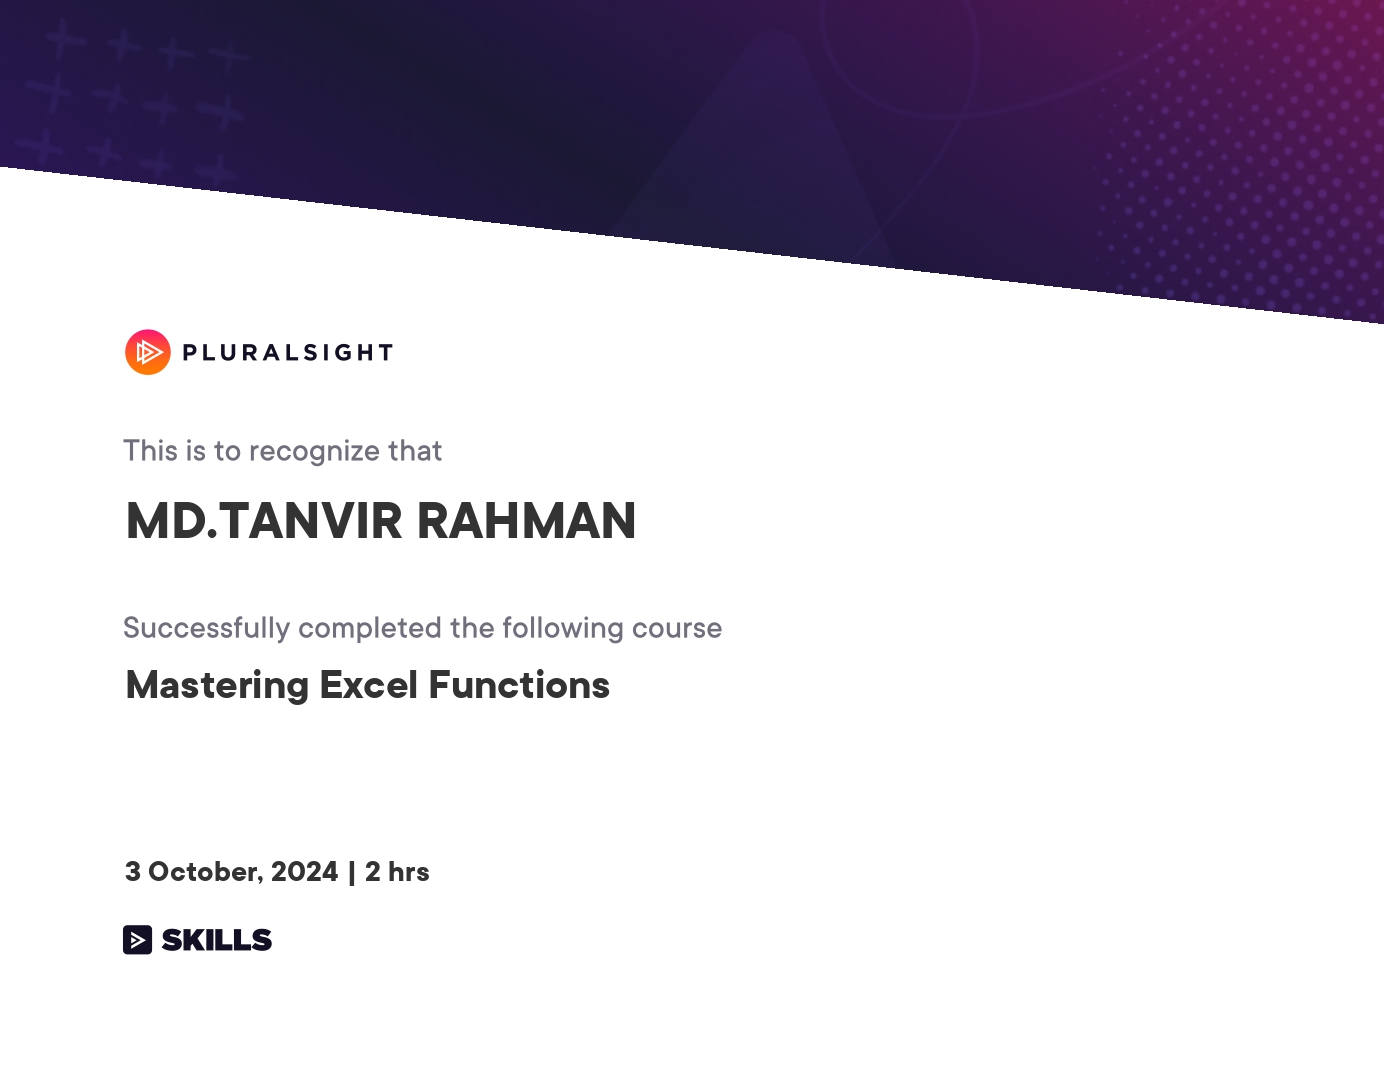 PLURALSIGHT
This is to recognize that
MD.TANVIR RAHMAN
Successfully completed the following course
Mastering Excel Functions
3 October, 2024 | 2 hrs
SKILLS